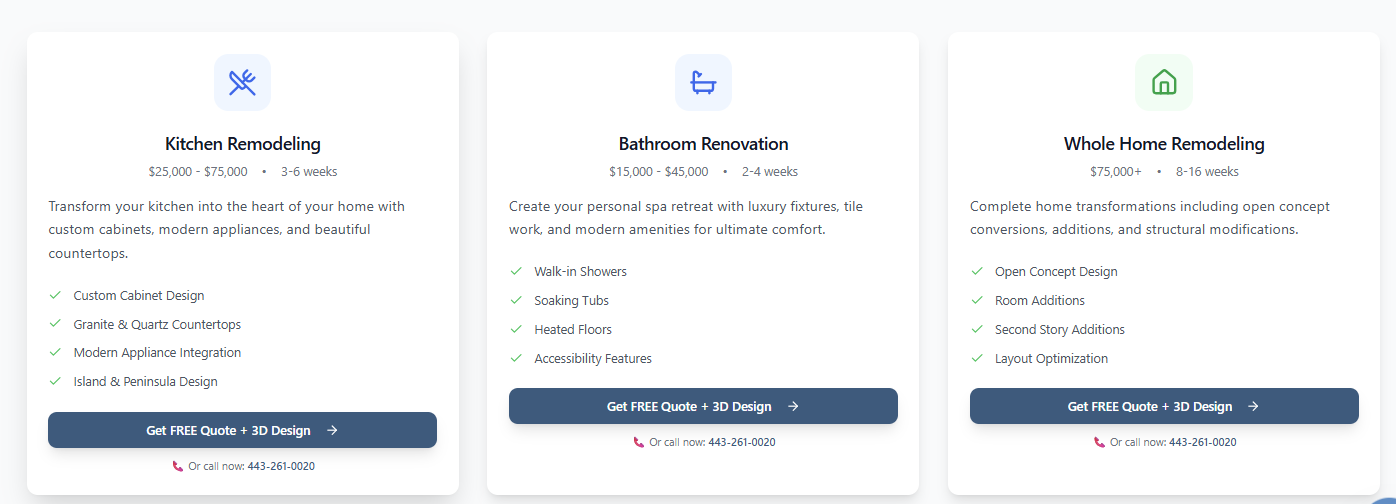 Kitchen Remodeling
$25,000 - $75,000 • 3-6 weeks
Transform your kitchen into the heart of your home with
custom cabinets, modern appliances, and beautiful
countertops.
Custom Cabinet Design
Granite & Quartz Countertops
Modern Appliance Integration
Island & Peninsula Design
Get FREE Quote + 3D Design →
Or call now: 443-261-0020
Bathroom Renovation
$15,000 - $45,000 • 2-4 weeks
Create your personal spa retreat with luxury fixtures, tile
work, and modern amenities for ultimate comfort.
Walk-in Showers
Soaking Tubs
Heated Floors
Accessibility Features
Get FREE Quote + 3D Design →
Or call now: 443-261-0020
Whole Home Remodeling
$75,000+ • 8-16 weeks
Complete home transformations including open concept
conversions, additions, and structural modifications.
Open Concept Design
Room Additions
Second Story Additions
Layout Optimization
Get FREE Quote + 3D Design →
Or call now: 443-261-0020